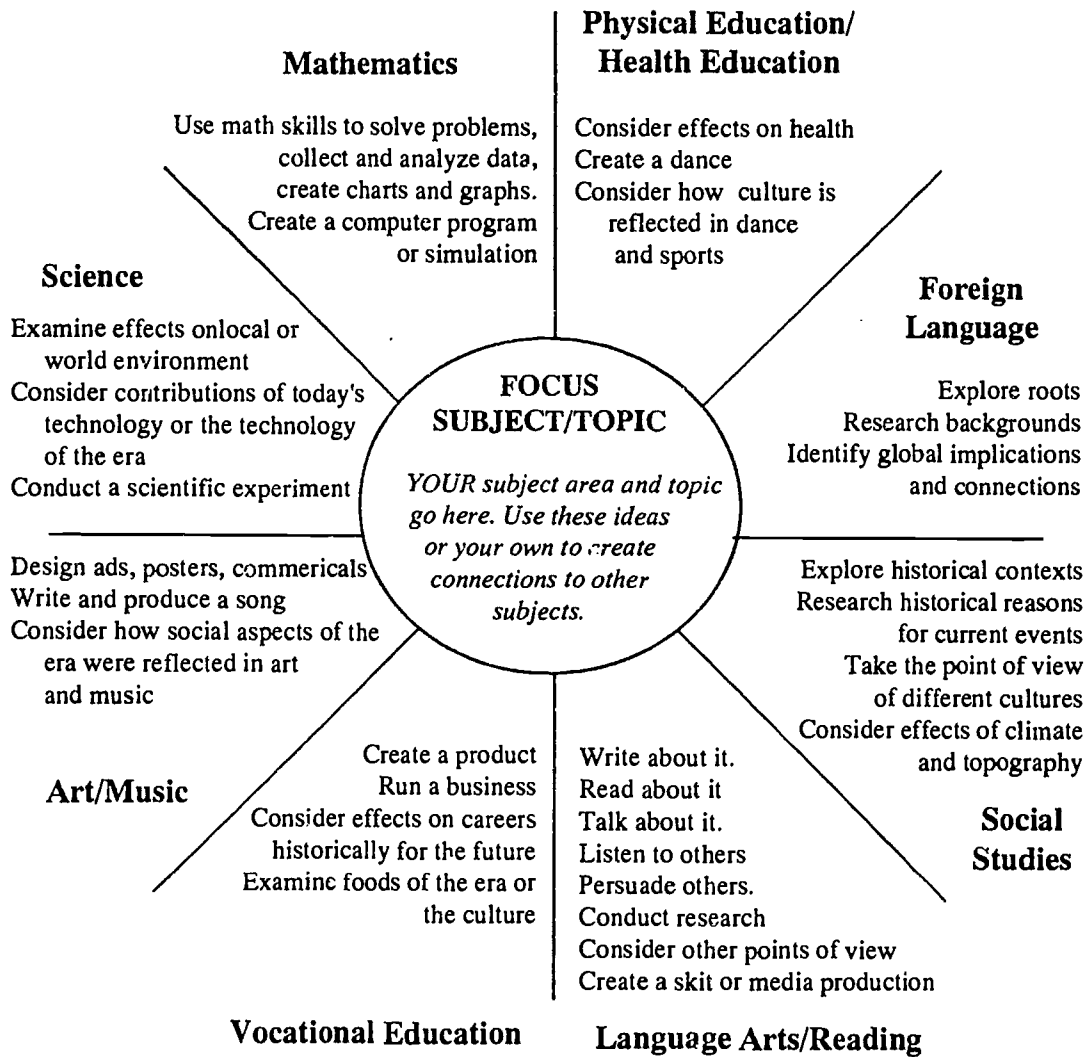 Mathematics
Use math skills to solve problems,
collect and analyze data,
create charts and graphs.
Create a computer program
or simulation
Physical Education/
Health Education
Consider effects on health
Create a dance
Consider how culture is
reflected in dance
and sports
Science
Examine effects onlocal or
world environment
Consider contributions of today's
technology or the technology
of the era
Conduct a scientific experiment
FOCUS
SUBJECT/TOPIC
YOUR subject area and topic
go here. Use these ideas
or your own to create
connections to other
subjects.
Foreign
Language
Explore roots
Research backgrounds
Identify global implications
and connections
Design ads, posters, commericals
Write and produce a song
Consider how social aspects of the
era were reflected in art
and music
Art/Music
Explore historical contexts
Research historical reasons
for current events
Take the point of view
of different cultures
Consider effects of climate
and topography
Social
Studies
Create a product
Run a business
Consider effects on careers
historically for the future
Examine foods of the era or
the culture
Vocational Education
Write about it.
Read about it
Talk about it.
Listen to others
Persuade others.
Conduct research
Consider other points of view
Create a skit or media production
Language Arts/Reading